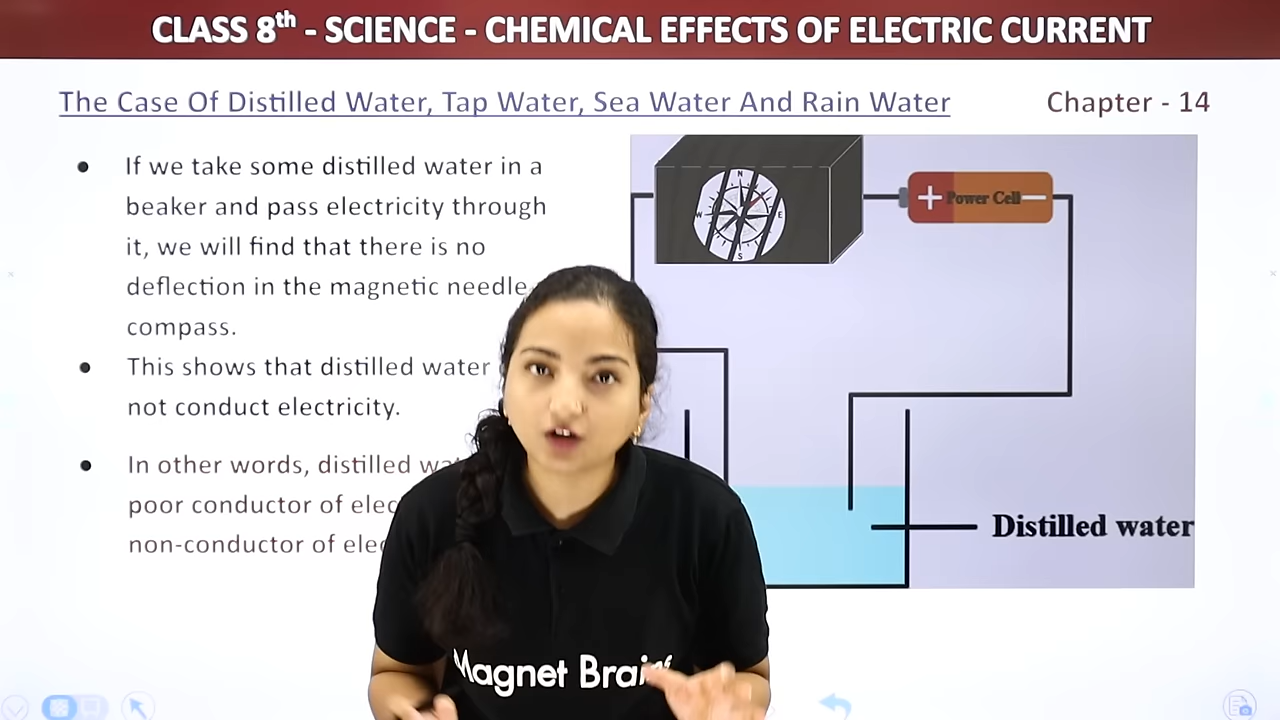 CLASS 8th - SCIENCE - CHEMICAL EFFECTS OF ELECTRIC CURRENT
The Case Of Distilled Water, Tap Water, Sea Water And Rain Water
Chapter - 14
If we take some distilled water in a
beaker and pass electricity through
it, we will find that there is no
deflection in the magnetic needle
compass.
This shows that distilled water
not conduct electricity.
In other words, distilled
poor conductor of
non-conductor of
N
E
S
W
+ Power Cell −
Distilled water
Magnet